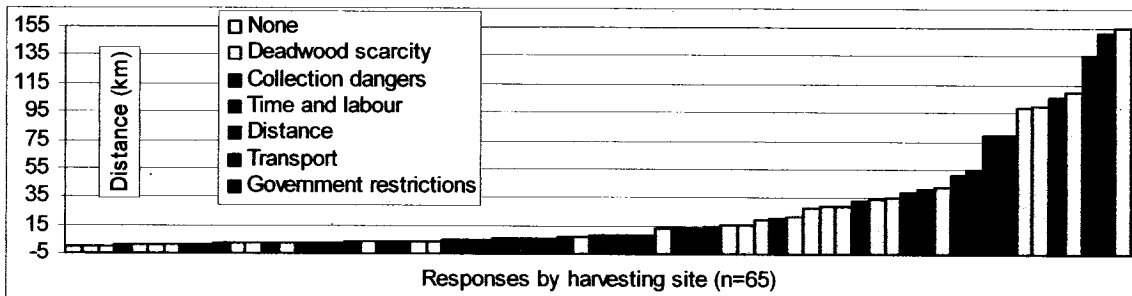 155
135
115
95
75
55
35
15
-5
Distance (km)
None
Deadwood scarcity
Collection dangers
Time and labour
Distance
Transport
Government restrictions
Responses by harvesting site (n=65)